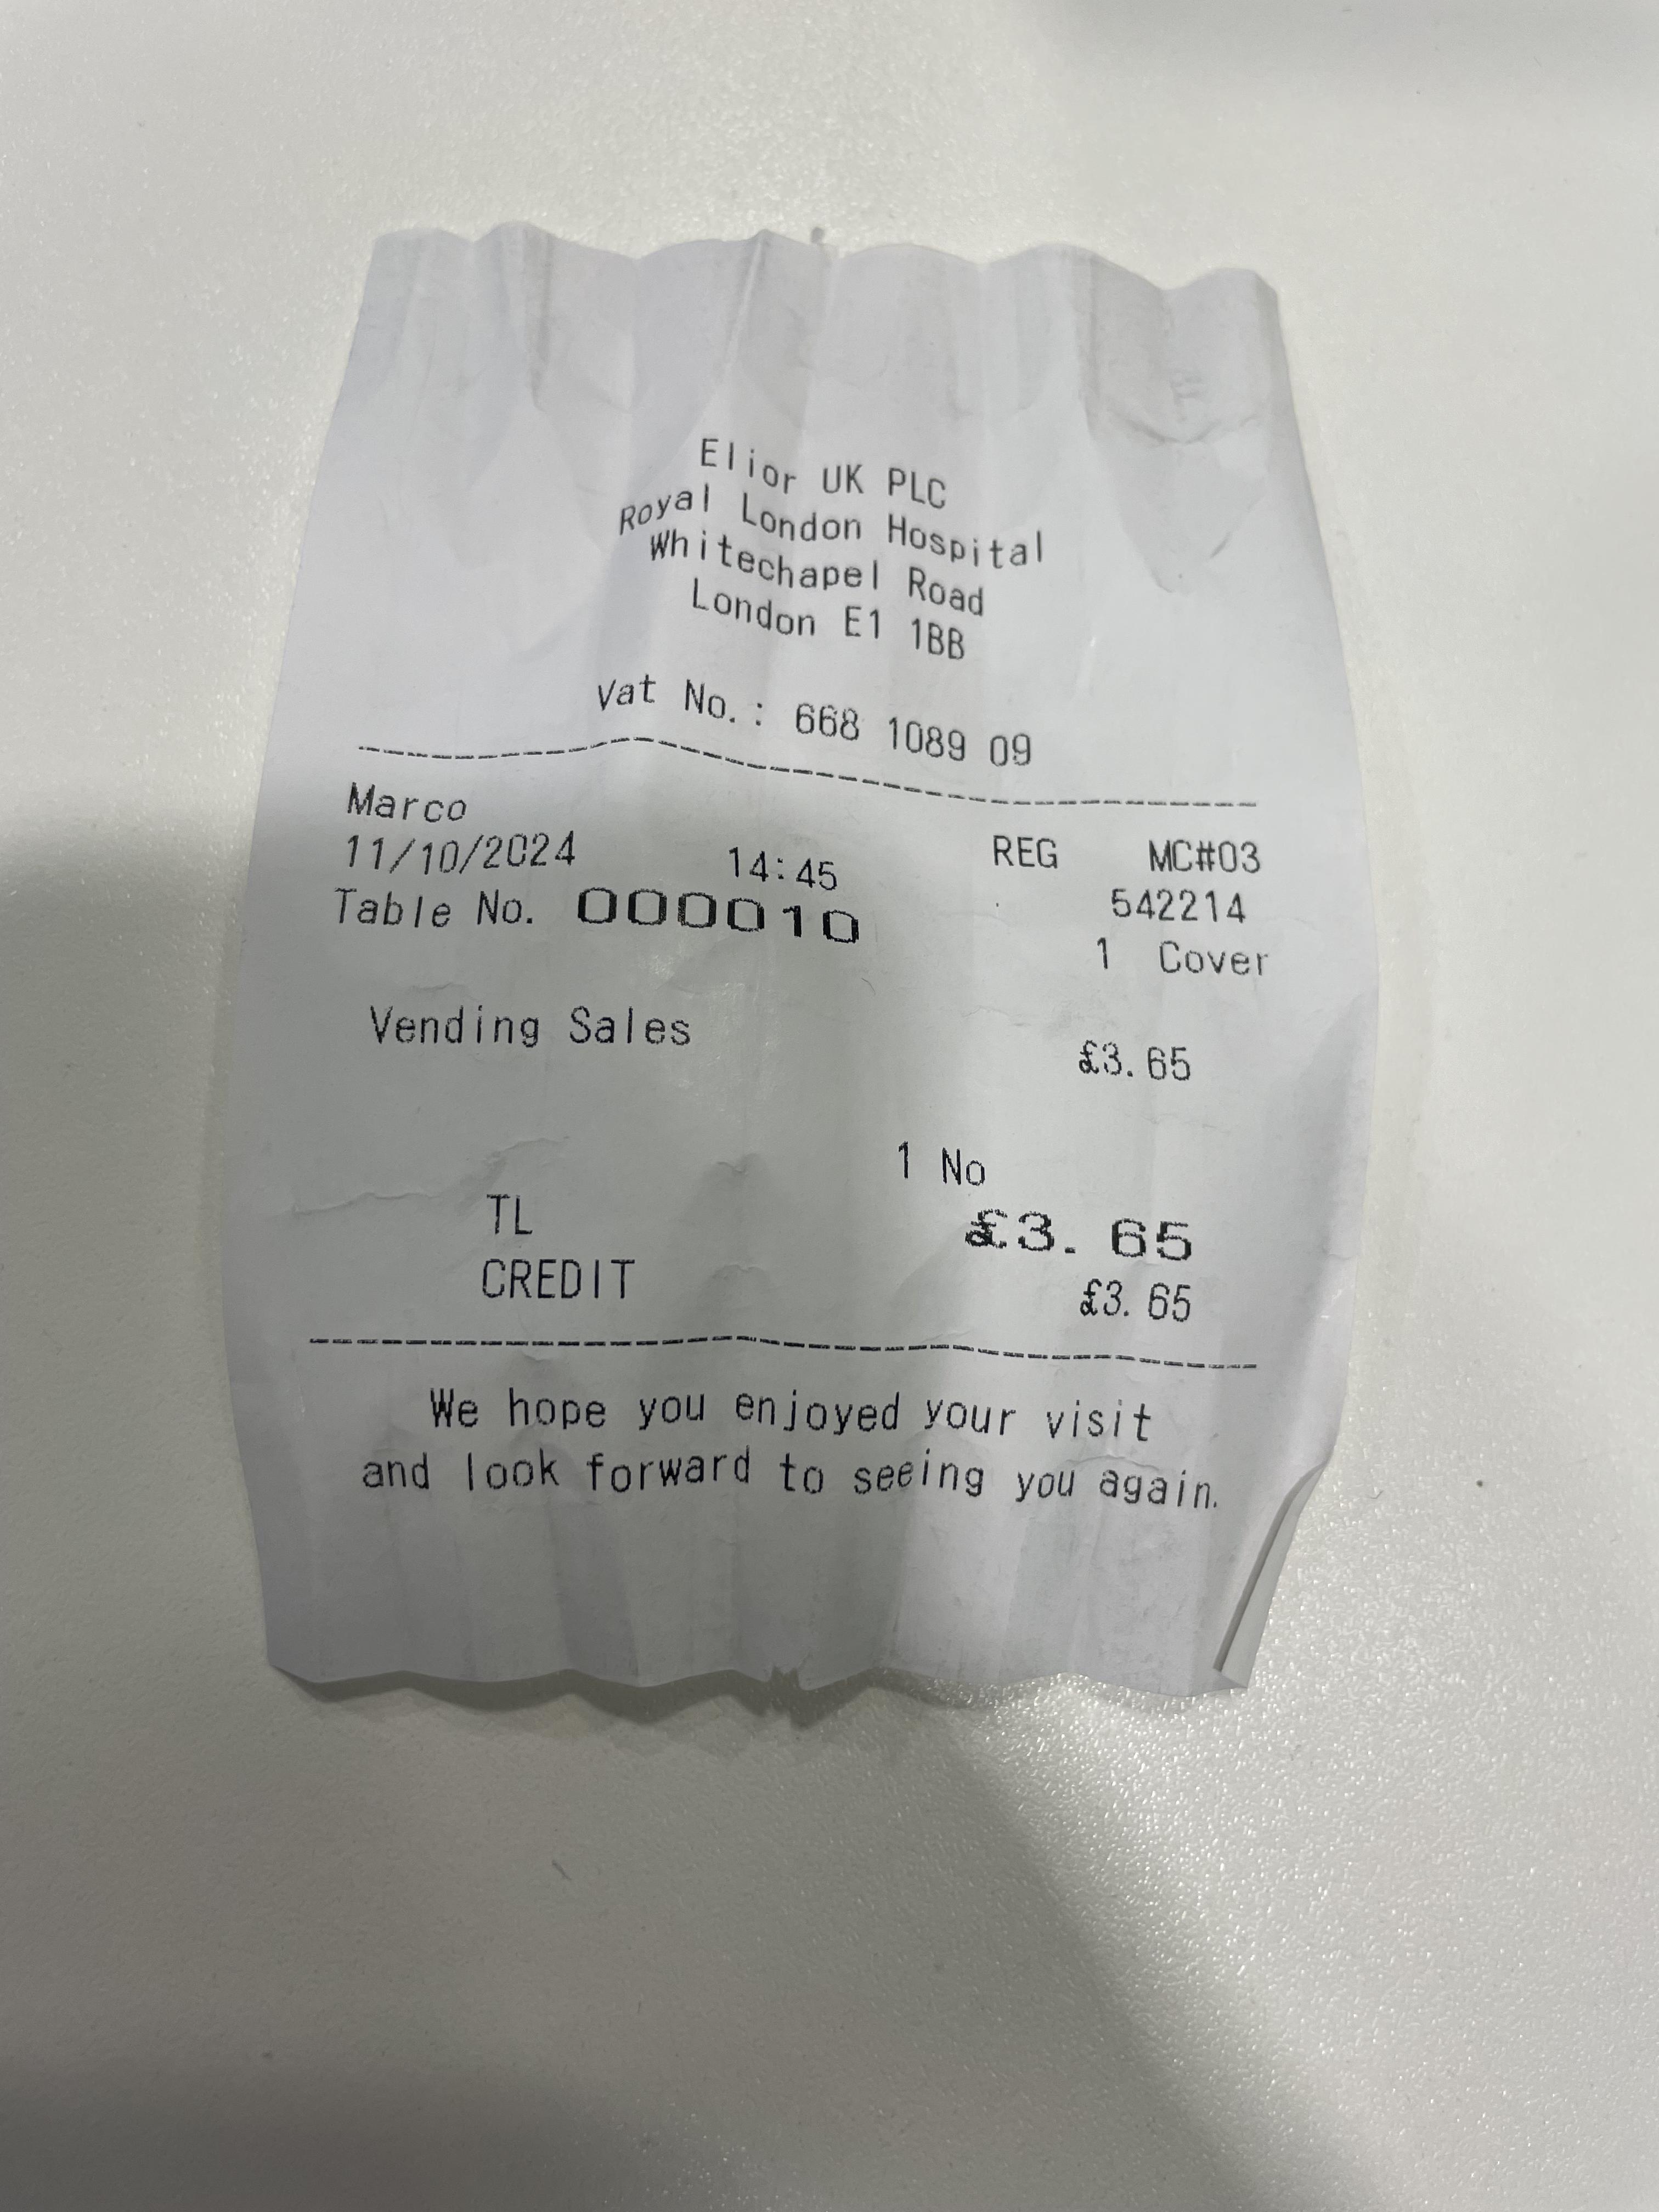 Elior UK PLC
Royal London Hospital
Whitechapel Road
London E1 1BB
Vat No.: 668 1089 09
Marco
11/10/2024 14:45 REG MC#03
Table No. 000010 542214
1 Cover
Vending Sales £3.65
1 No
TL £3.65
CREDIT £3.65
We hope you enjoyed your visit
and look forward to seeing you again.